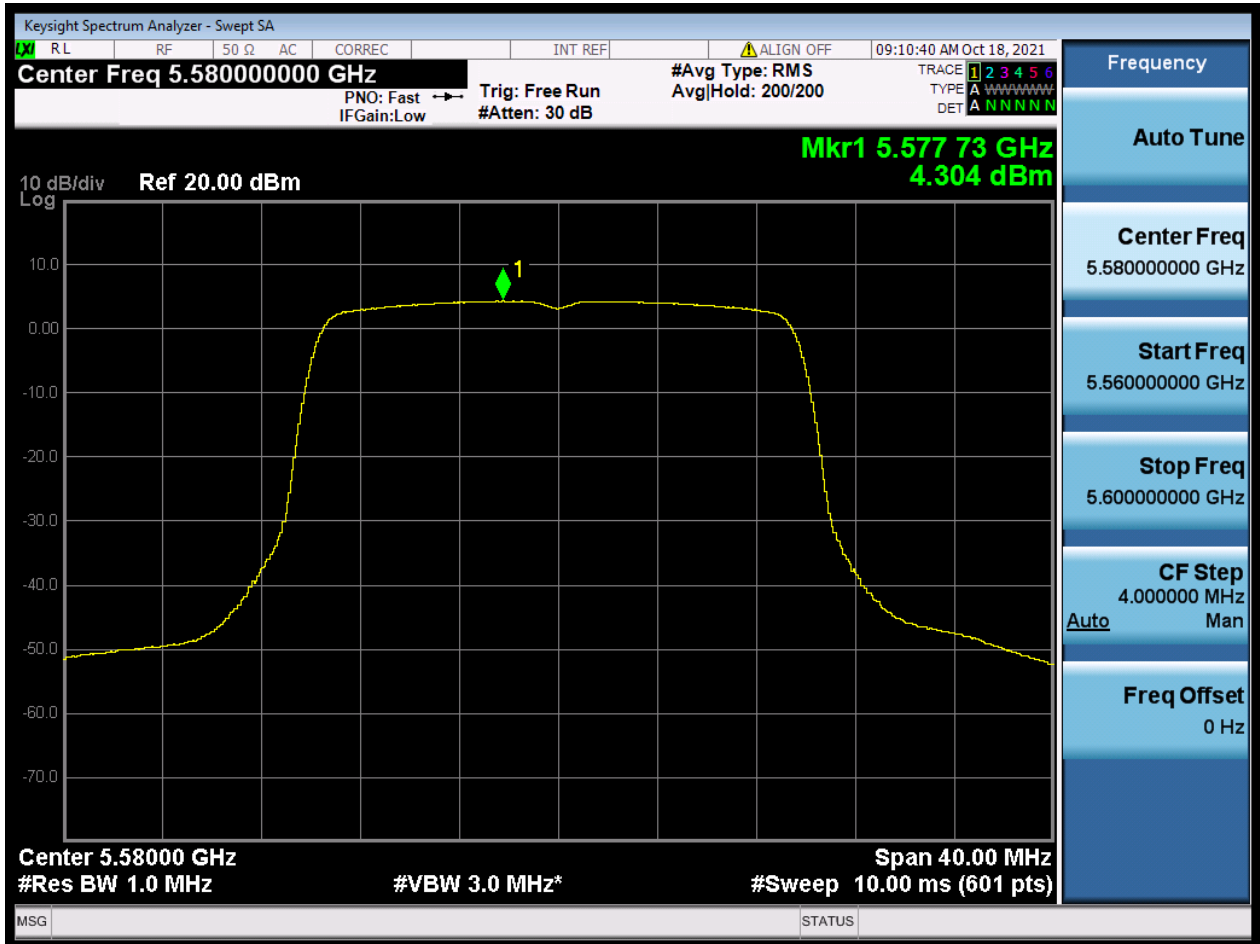 Keysight Spectrum Analyzer - Swept SA
LXI RL RF 50 Ω AC CORREC INT REF ALIGN OFF 09:10:40 AM Oct 18, 2021
Center Freq 5.580000000 GHz
PNO: Fast
IFGain:Low
Trig: Free Run
#Atten: 30 dB
#Avg Type: RMS
Avg|Hold: 200/200
TRACE 1 2 3 4 5 6
TYPE A WWWWW
DET A N N N N N
Mkr1 5.577 73 GHz
4.304 dBm
10 dB/div Ref 20.00 dBm
Log
1
10.0
0.00
-10.0
-20.0
-30.0
-40.0
-50.0
-60.0
-70.0
Center 5.58000 GHz Span 40.00 MHz
#Res BW 1.0 MHz #VBW 3.0 MHz* #Sweep 10.00 ms (601 pts)
MSG STATUS
Frequency
Auto Tune
Center Freq
5.580000000 GHz
Start Freq
5.560000000 GHz
Stop Freq
5.600000000 GHz
CF Step
4.000000 MHz
Auto Man
Freq Offset
0 Hz